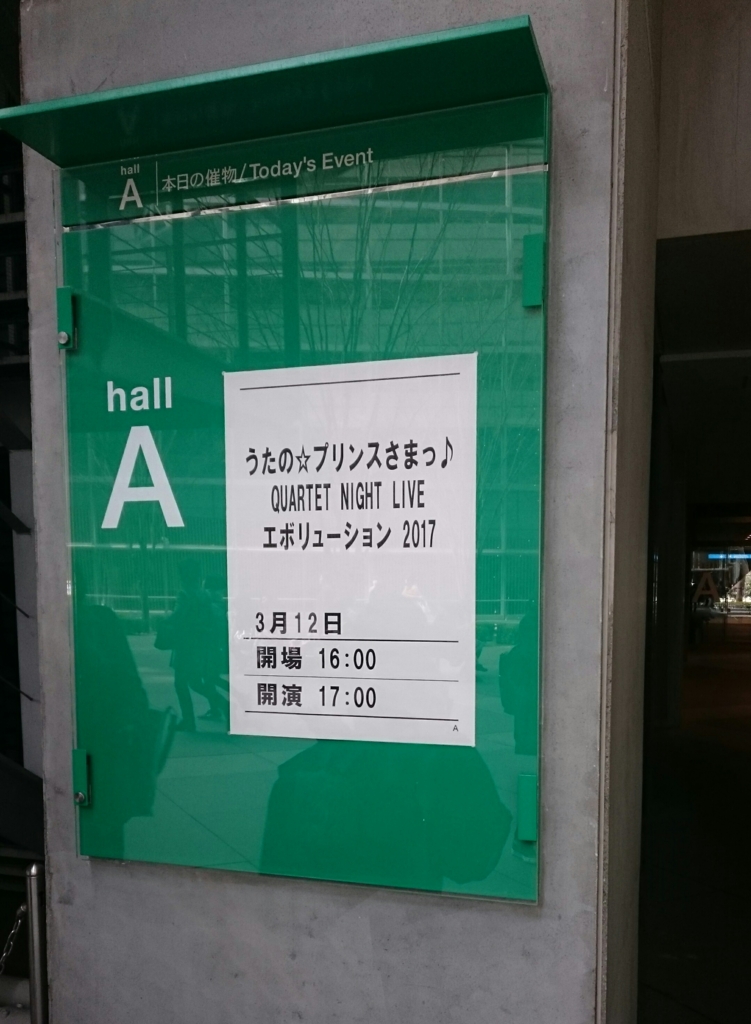 hall
A
本日の催物/Today's Event
hall
A
うたの☆プリンスさまっ♪
QUARTET NIGHT LIVE
エボリューション 2017
3月12日
開場 16:00
開演 17:00
A
A